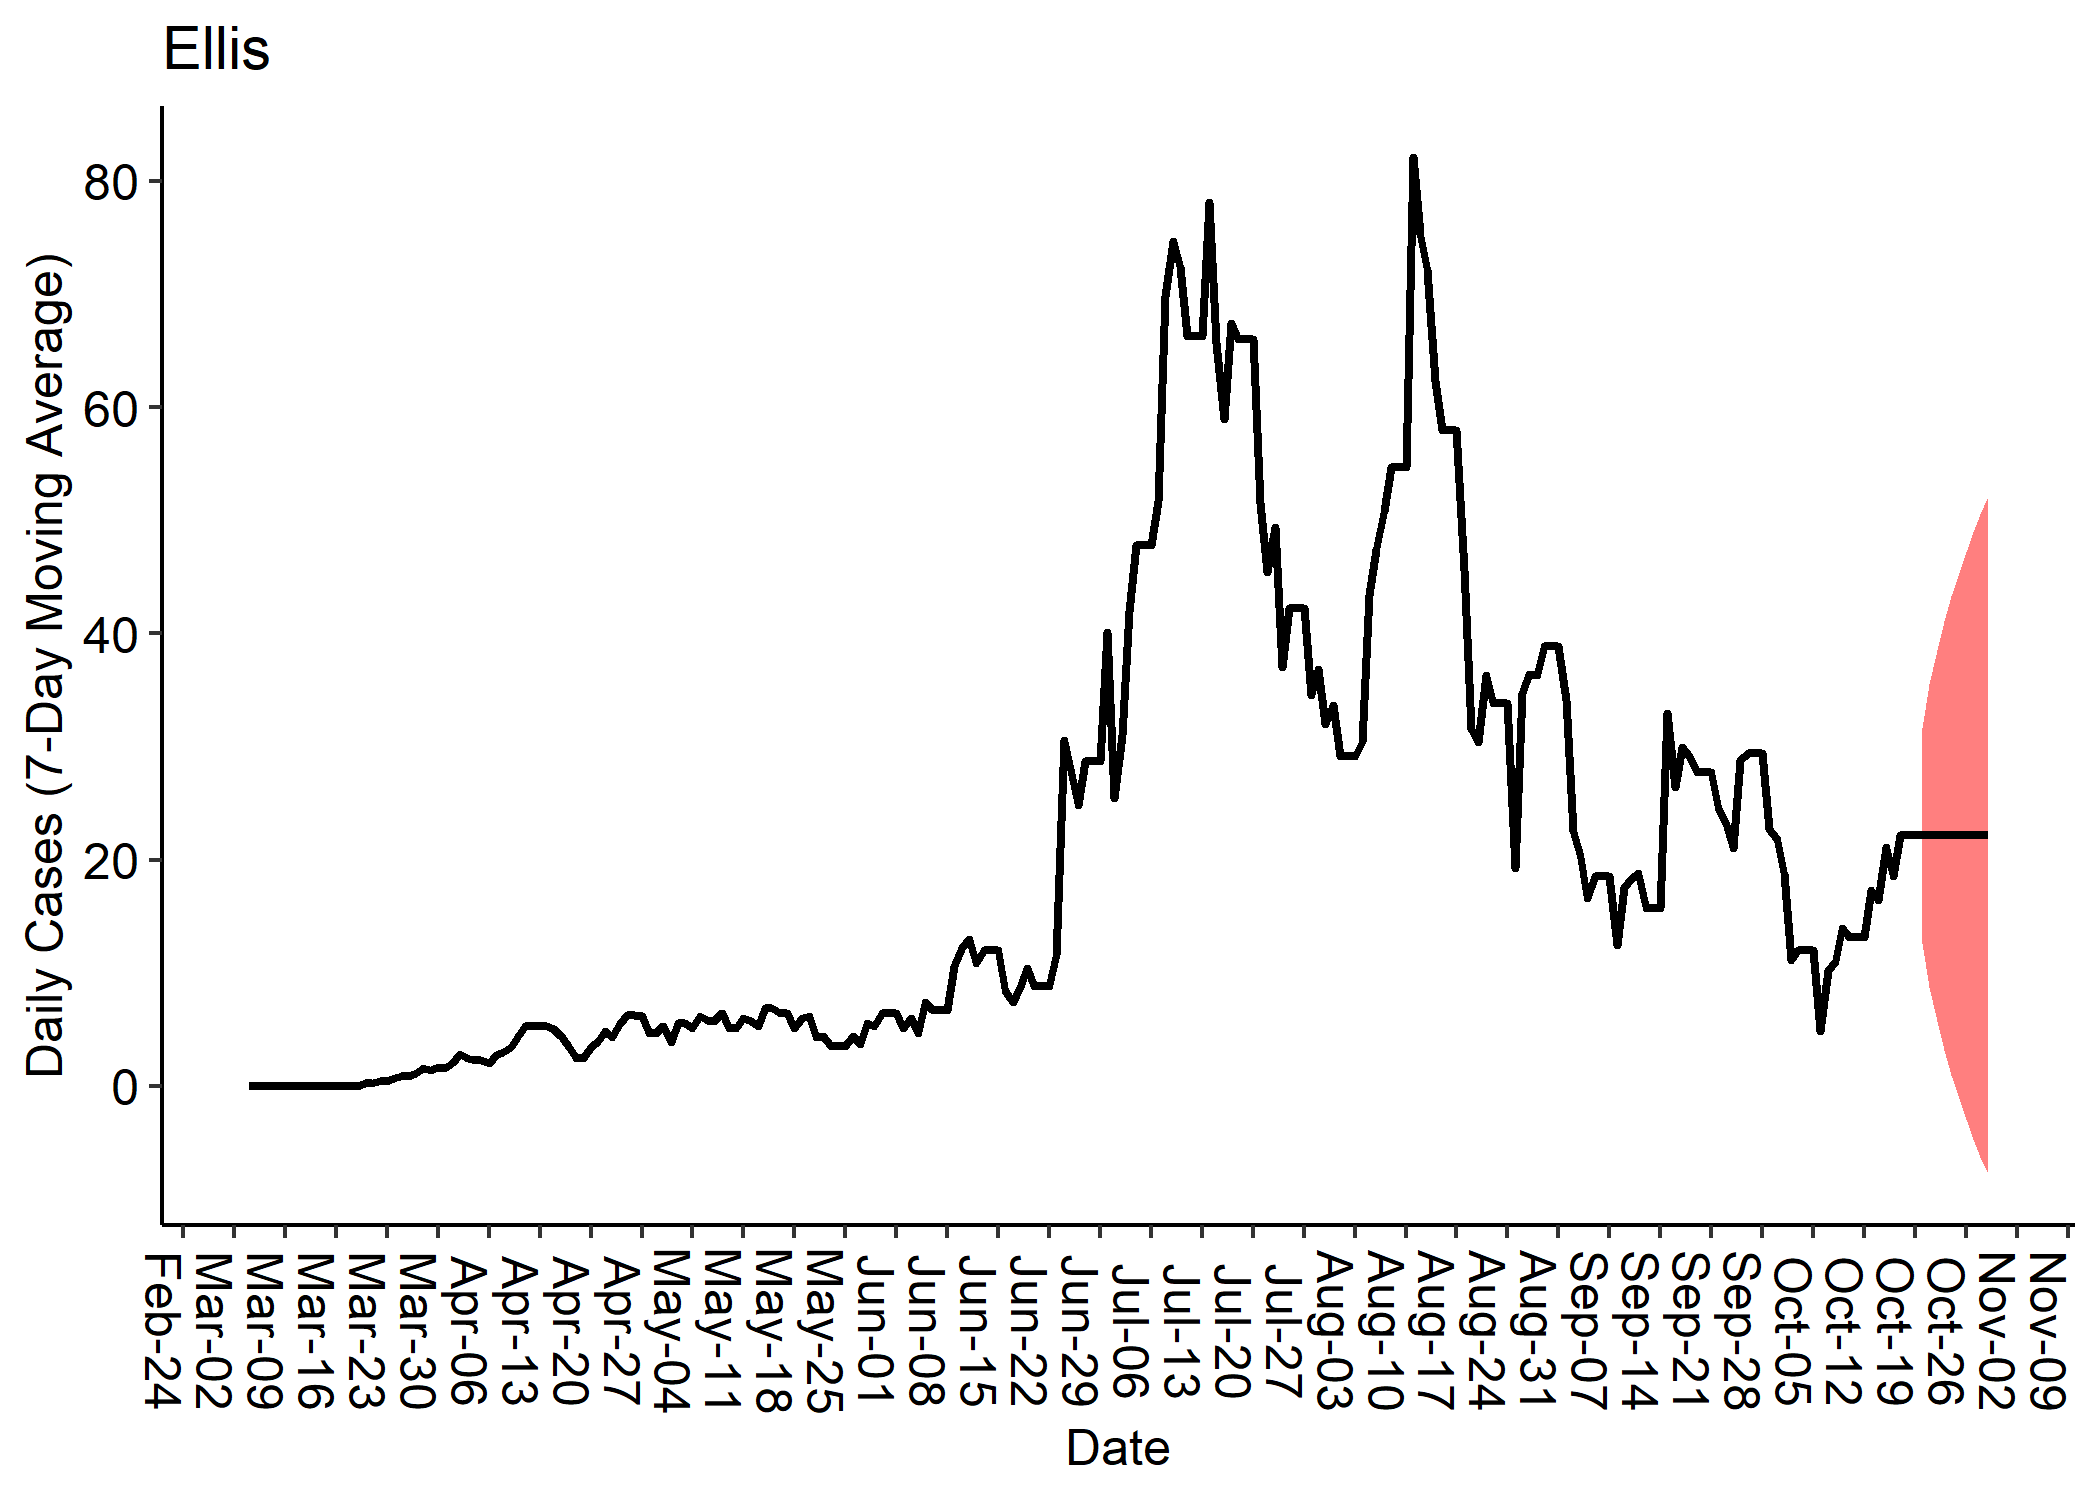 Ellis
Daily Cases (7-Day Moving Average)
80
60
40
20
0
Feb-24
Mar-02
Mar-09
Mar-16
Mar-23
Mar-30
Apr-06
Apr-13
Apr-20
Apr-27
May-04
May-11
May-18
May-25
Jun-01
Jun-08
Jun-15
Jun-22
Jun-29
Jul-06
Jul-13
Jul-20
Jul-27
Aug-03
Aug-10
Aug-17
Aug-24
Aug-31
Sep-07
Sep-14
Sep-21
Sep-28
Oct-05
Oct-12
Oct-19
Oct-26
Nov-02
Nov-09
Date